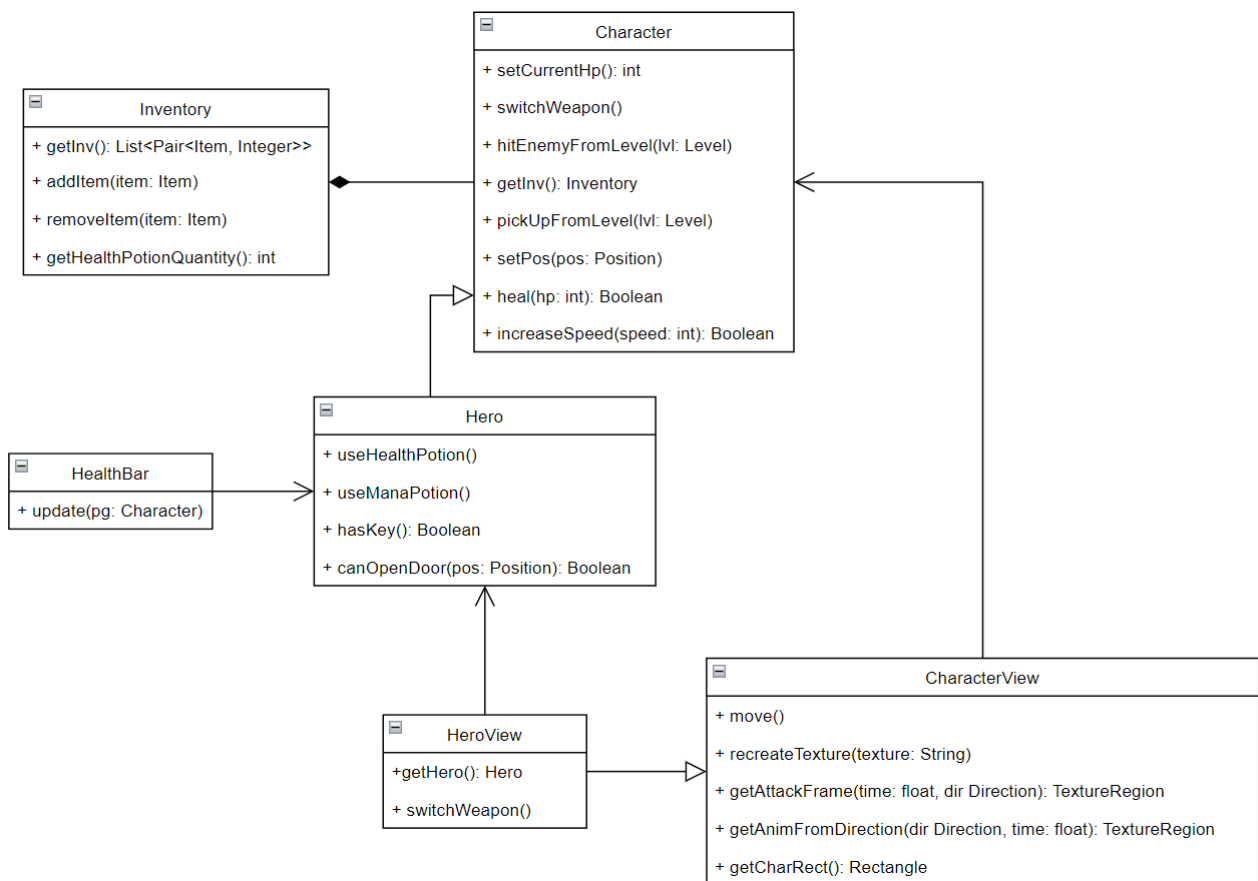 Character
+ setCurrentHp(): int
+ switchWeapon()
+ hitEnemyFromLevel(lvl: Level)
+ getInv(): Inventory
+ pickUpFromLevel(lvl: Level)
+ setPos(pos: Position)
+ heal(hp: int): Boolean
+ increaseSpeed(speed: int): Boolean
Inventory
+ getInv(): List<Pair<Item, Integer>>
+ addItem(item: Item)
+ removeItem(item: Item)
+ getHealthPotionQuantity(): int
Hero
+ useHealthPotion()
+ useManaPotion()
+ hasKey(): Boolean
+ canOpenDoor(pos: Position): Boolean
HealthBar
+ update(pg: Character)
HeroView
+getHero(): Hero
+ switchWeapon()
CharacterView
+ move()
+ recreateTexture(texture: String)
+ getAttackFrame(time: float, dir Direction): TextureRegion
+ getAnimFromDirection(dir Direction, time: float): TextureRegion
+ getCharRect(): Rectangle